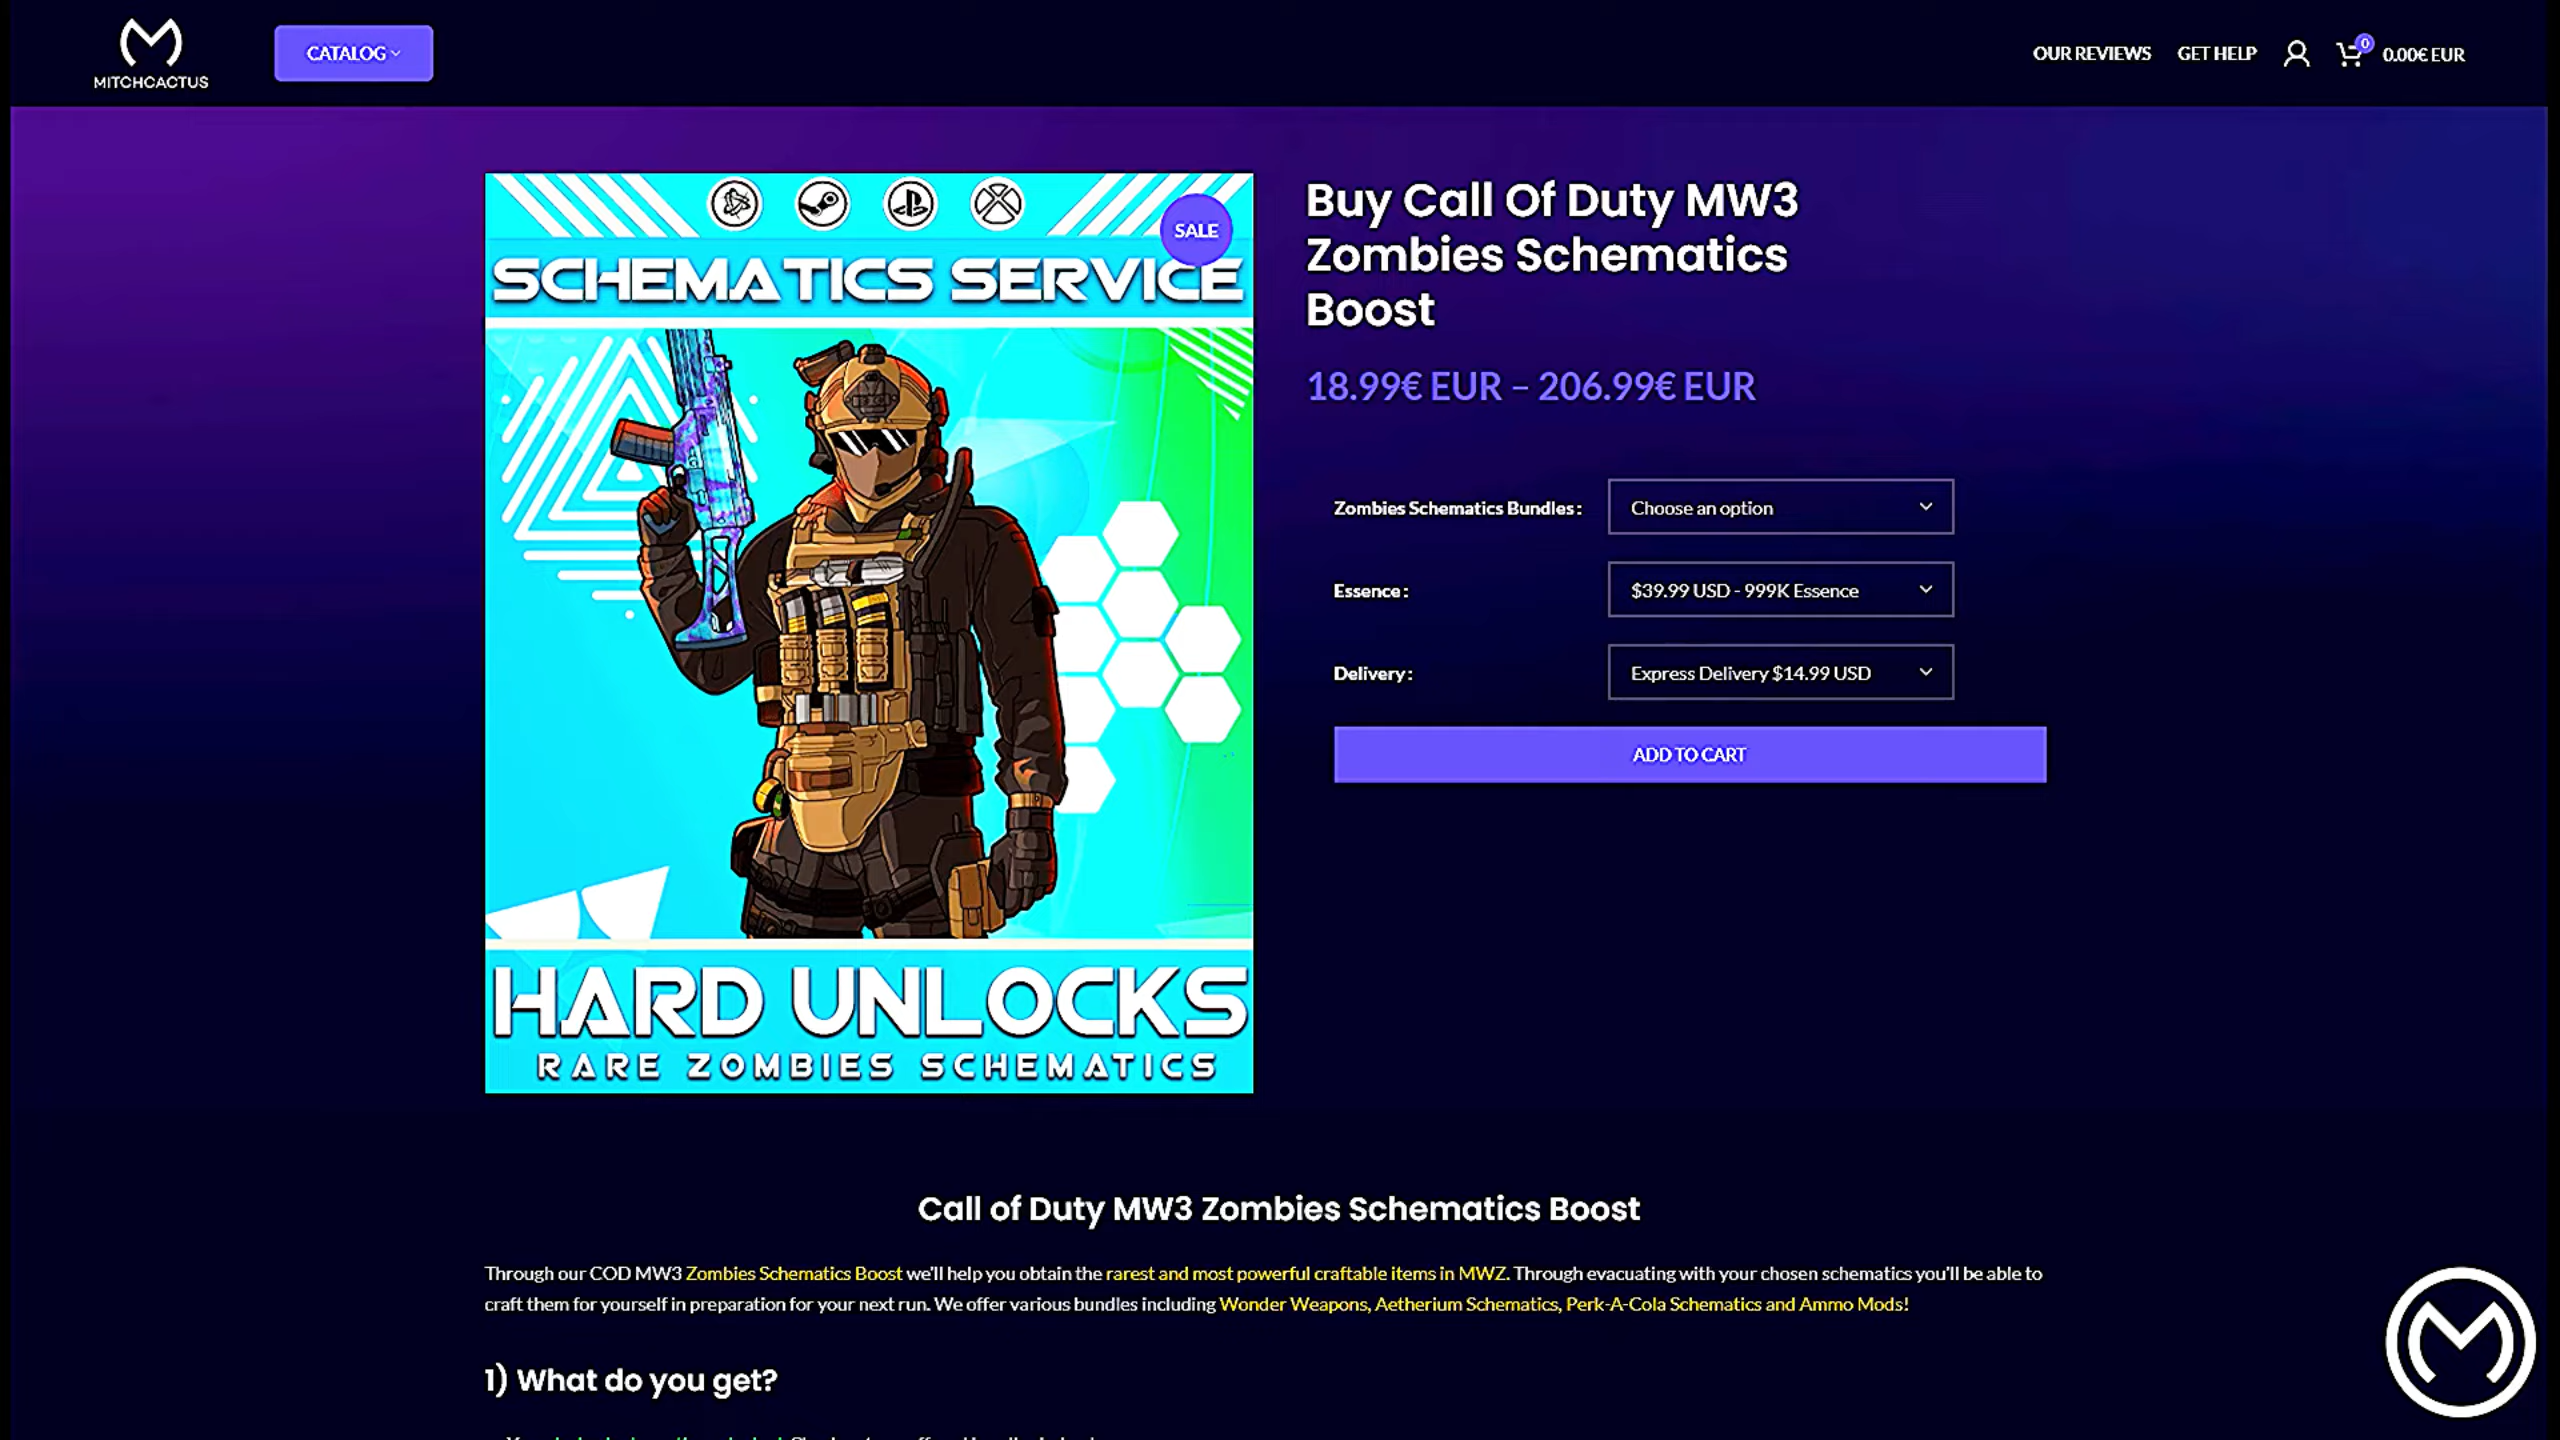 MITCHCACTUS
CATALOG
OUR REVIEWS
GET HELP
0
0.00€ EUR
SALE
SCHEMATICS SERVICE
HARD UNLOCKS
RARE ZOMBIES SCHEMATICS
Buy Call Of Duty MW3
Zombies Schematics
Boost
18.99€ EUR – 206.99€ EUR
Zombies Schematics Bundles:
Choose an option
Essence:
$39.99 USD - 999K Essence
Delivery:
Express Delivery $14.99 USD
ADD TO CART
Call of Duty MW3 Zombies Schematics Boost
Through our COD MW3 Zombies Schematics Boost we'll help you obtain the rarest and most powerful craftable items in MWZ. Through evacuating with your chosen schematics you'll be able to
craft them for yourself in preparation for your next run. We offer various bundles including Wonder Weapons, Aetherium Schematics, Perk-A-Cola Schematics and Ammo Mods!
1) What do you get?